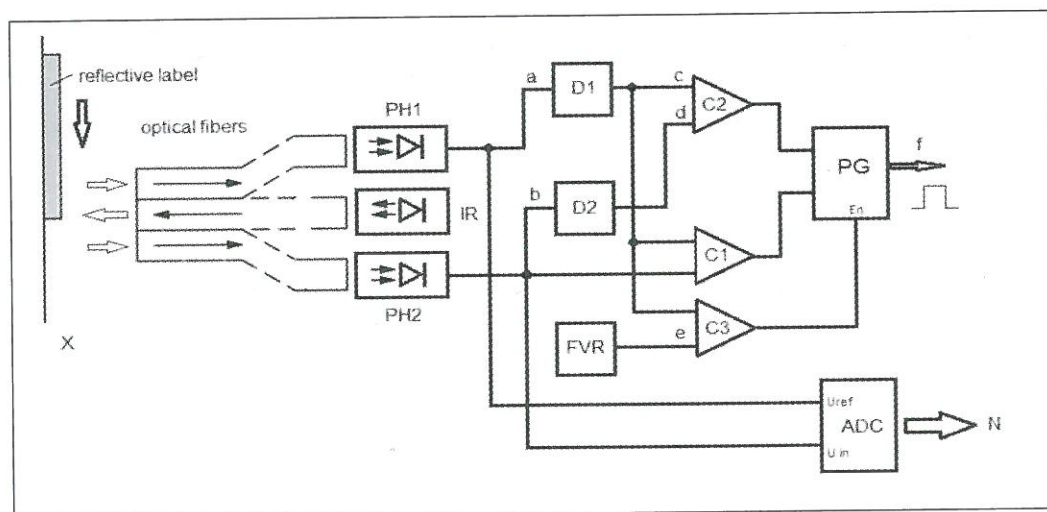 reflective label
optical fibers
PH1
IR
PH2
X
a
D1
c
d
C2
b
D2
C1
C3
FVR
e
PG
En
f
Uref
ADC
U in
N